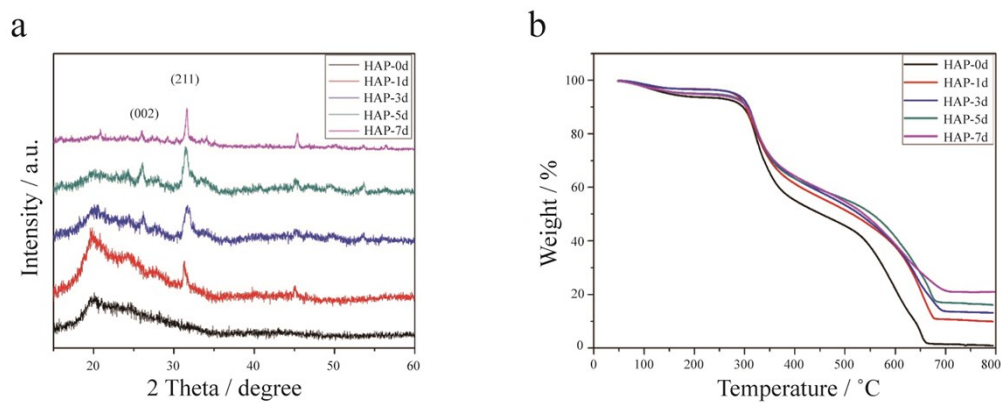 a
(002)
(211)
HAP-0d
HAP-1d
HAP-3d
HAP-5d
HAP-7d
Intensity / a.u.
20 30 40 50 60
2 Theta / degree
b
HAP-0d
HAP-1d
HAP-3d
HAP-5d
HAP-7d
100
80
60
40
20
0
Weight / %
0 100 200 300 400 500 600 700 800
Temperature / °C